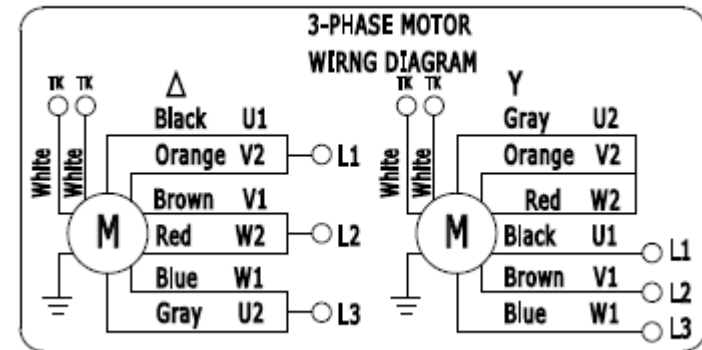 3-PHASE MOTOR
WIRNG DIAGRAM
TK TK
Δ
White
White
Black U1
Orange V2
L1
Brown V1
M
Red W2
L2
Blue W1
Gray U2
L3
TK TK
Y
White
White
Gray U2
Orange V2
Red W2
M
Black U1
L1
Brown V1
L2
Blue W1
L3